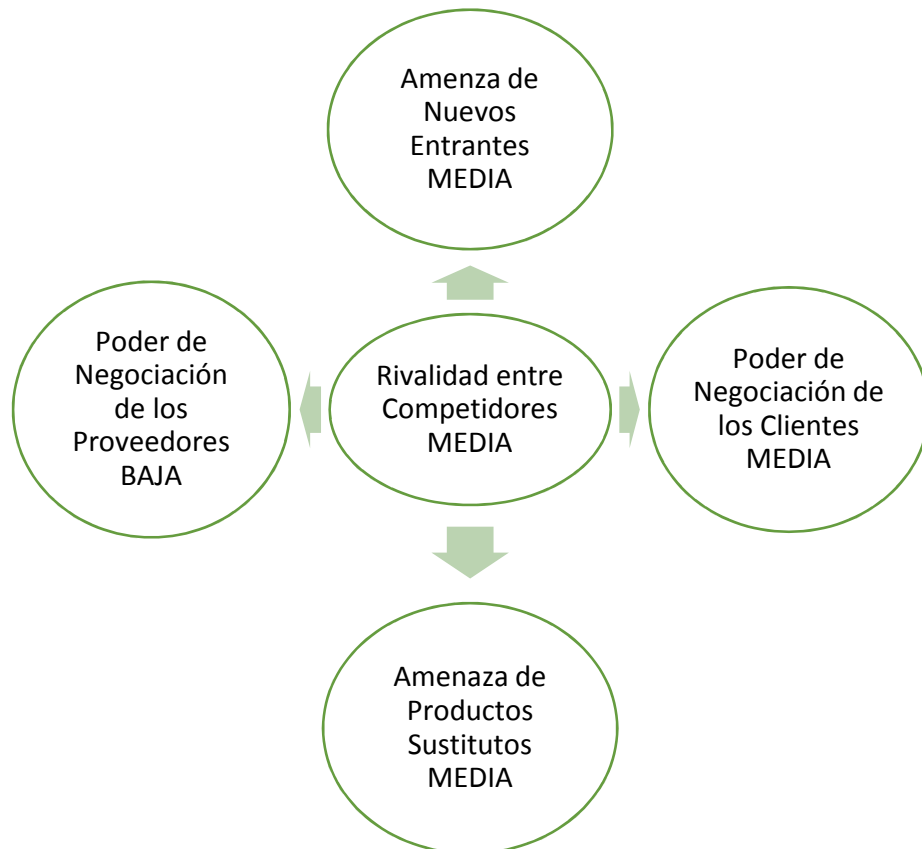 Amenza de
Nuevos
Entrantes
MEDIA
Poder de
Negociación
de los
Proveedores
BAJA
Rivalidad entre
Competidores
MEDIA
Poder de
Negociación de
los Clientes
MEDIA
Amenaza de
Productos
Sustitutos
MEDIA